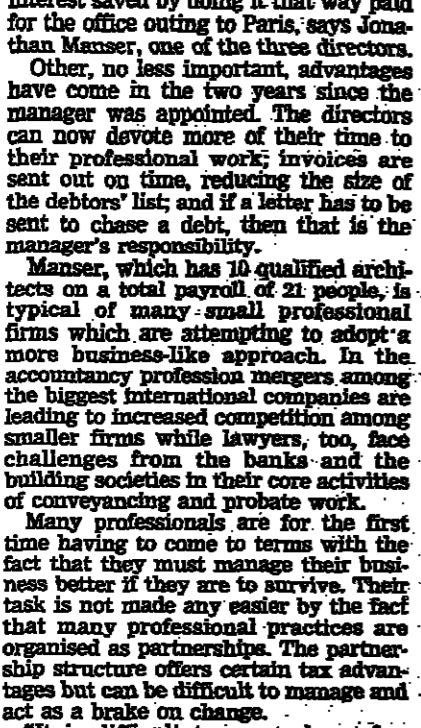 interest saved by doing it that way paid
for the office outing to Paris, says Jona-
than Manser, one of the three directors.
Other, no less important, advantages
have come in the two years since the
manager was appointed. The directors
can now devote more of their time to
their professional work; invoices are
sent out on time, reducing the size of
the debtors' list; and if a letter has to be
sent to chase a debt, then that is the
manager's responsibility.
Manser, which has 10 qualified archi-
tects on a total payroll of 21 people, is
typical of many small professional
firms which are attempting to adopt a
more business-like approach. In the
accountancy profession mergers among
the biggest international companies are
leading to increased competition among
smaller firms while lawyers, too, face
challenges from the banks and the
building societies in their core activities
of conveyancing and probate work.
Many professionals are for the first
time having to come to terms with the
fact that they must manage their busi-
ness better if they are to survive. Their
task is not made any easier by the fact
that many professional practices are
organised as partnerships. The partner-
ship structure offers certain tax advan-
tages but can be difficult to manage and
act as a brake on change.